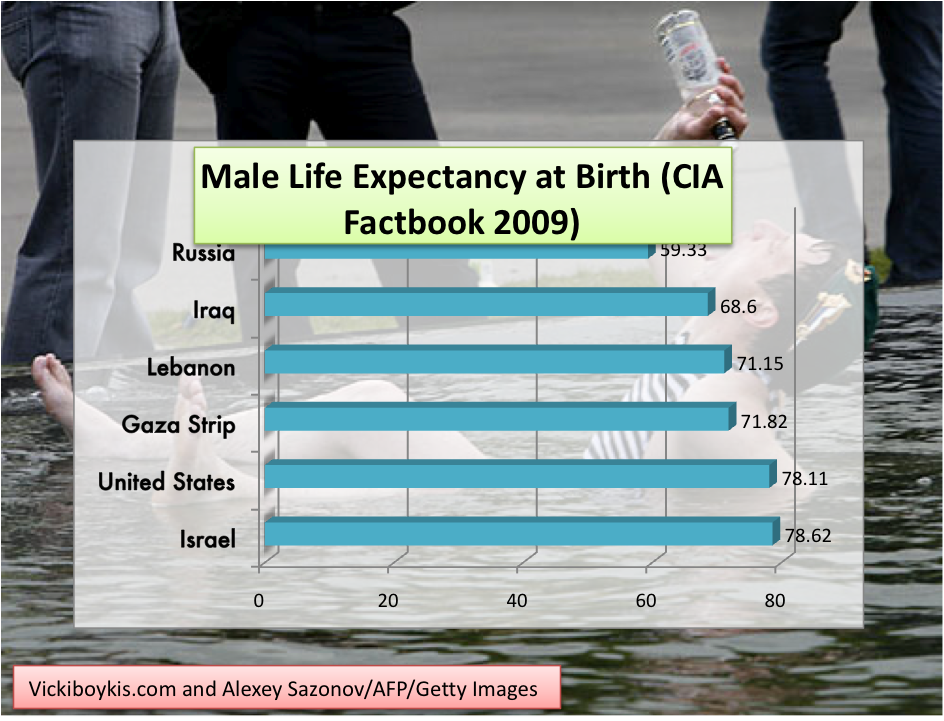 Male Life Expectancy at Birth (CIA
Factbook 2009)
Russia 59.33
Iraq 68.6
Lebanon 71.15
Gaza Strip 71.82
United States 78.11
Israel 78.62
0 20 40 60 80
Vickiboykis.com and Alexey Sazonov/AFP/Getty Images